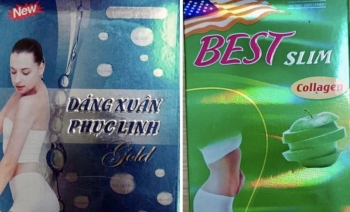 New
DÁNG XUÂN
PHỤC LINH
Gold
BEST SLIM
Collagen